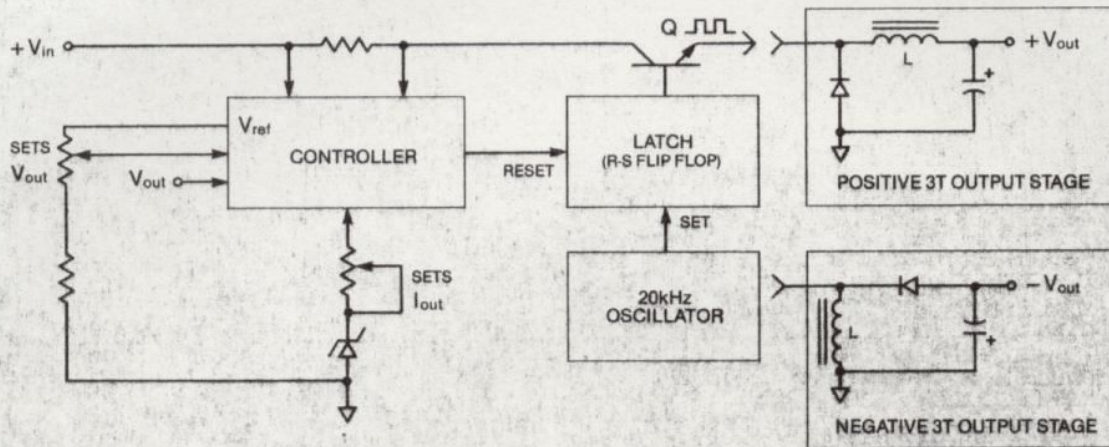 +Vin
Q
L
+Vout
+
Vref
SETS
Vout
Vout
CONTROLLER
RESET
LATCH
(R-S FLIP FLOP)
POSITIVE 3T OUTPUT STAGE
SET
SETS
Iout
20kHz
OSCILLATOR
L
−Vout
+
NEGATIVE 3T OUTPUT STAGE